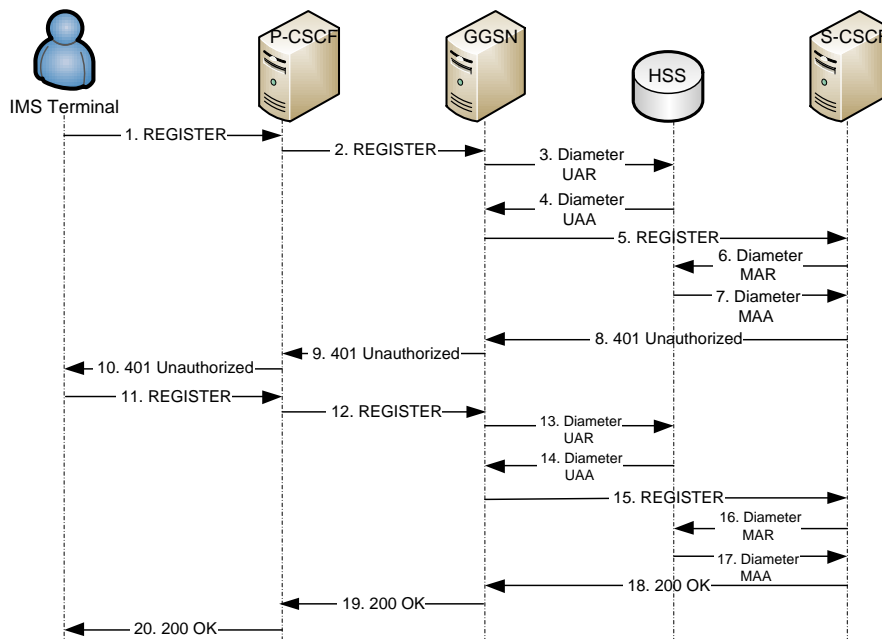 P-CSCF
GGSN
S-CSCF
HSS
IMS Terminal
1. REGISTER
2. REGISTER
3. Diameter
UAR
4. Diameter
UAA
5. REGISTER
6. Diameter
MAR
7. Diameter
MAA
8. 401 Unauthorized
9. 401 Unauthorized
10. 401 Unauthorized
11. REGISTER
12. REGISTER
13. Diameter
UAR
14. Diameter
UAA
15. REGISTER
16. Diameter
MAR
17. Diameter
MAA
18. 200 OK
19. 200 OK
20. 200 OK